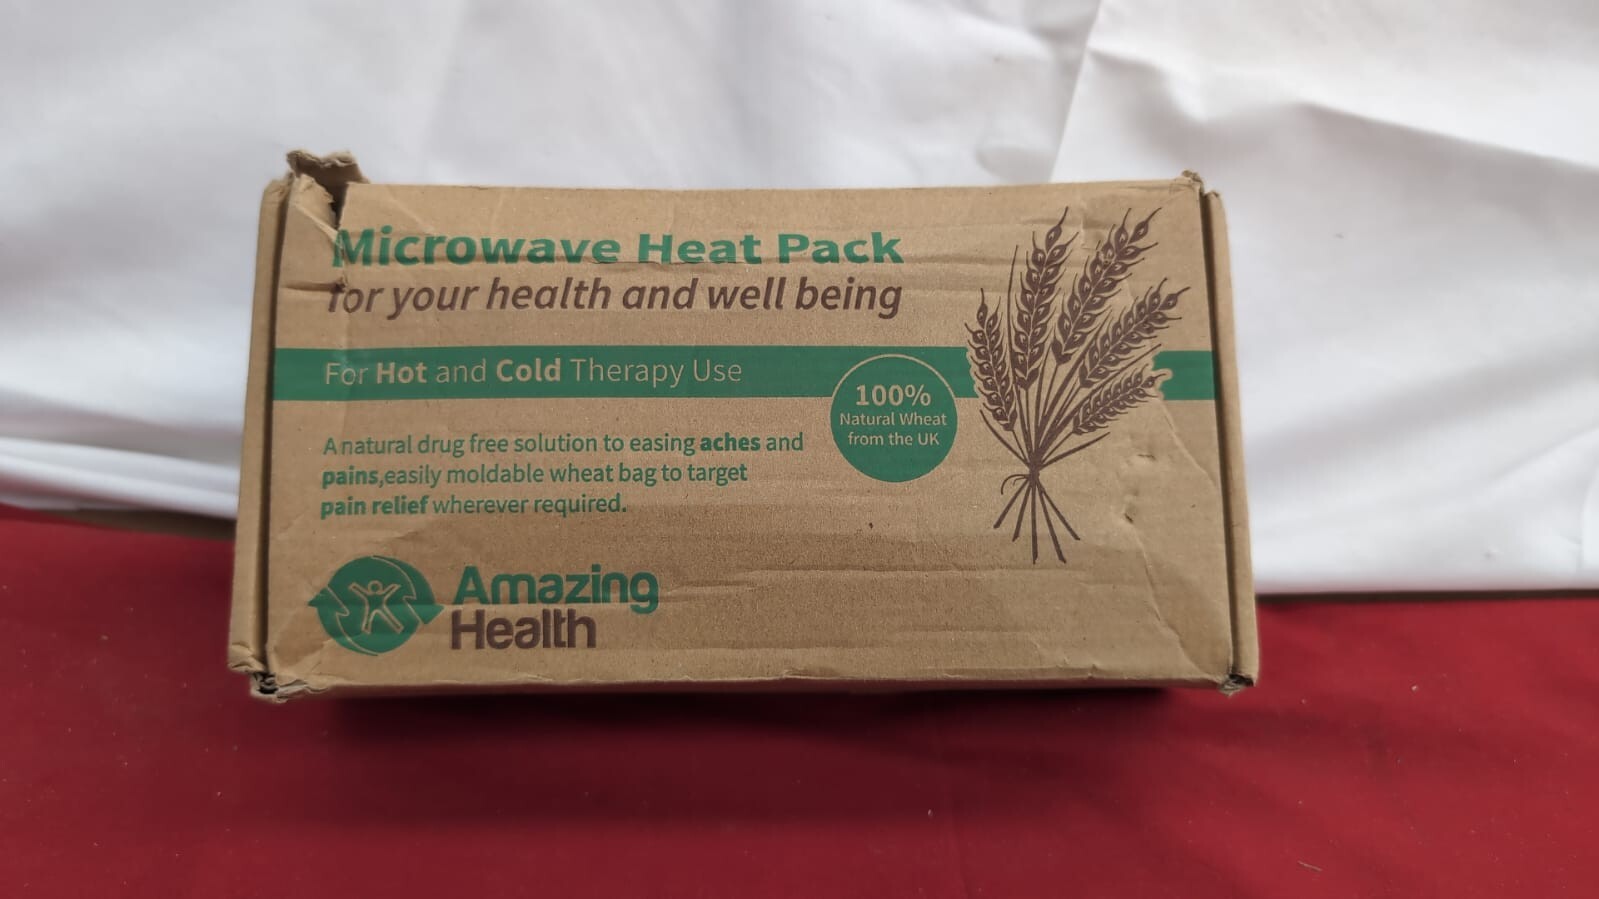 Microwave Heat Pack
for your health and well being
For Hot and Cold Therapy Use
100%
Natural Wheat
from the UK
A natural drug free solution to easing aches and
pains,easily moldable wheat bag to target
pain relief wherever required.
Amazing
Health